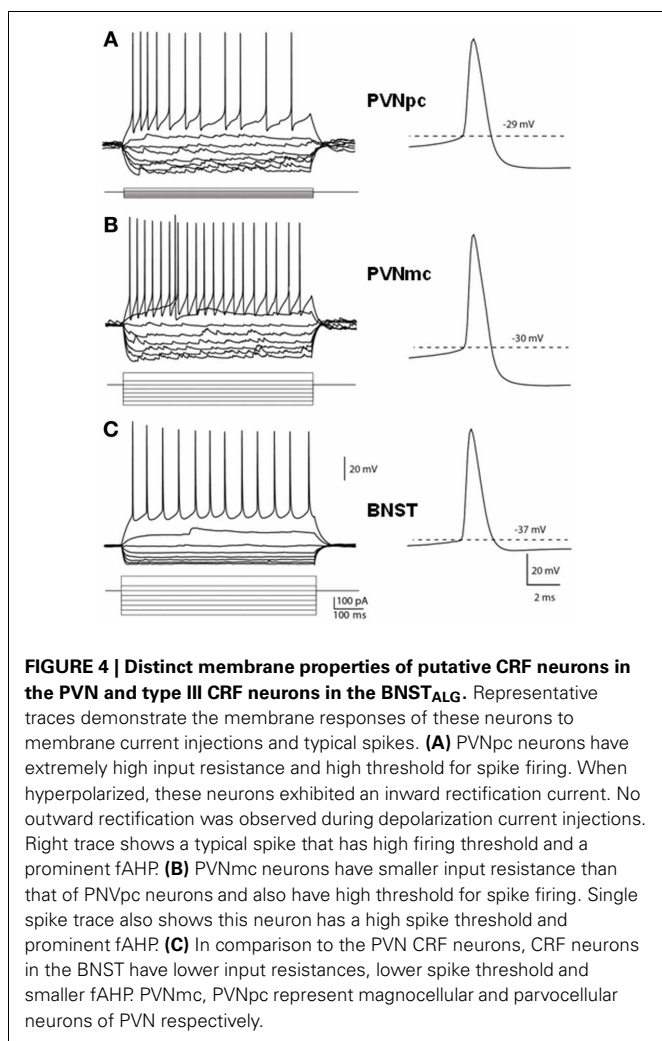 A
PVNpc
-29 mV
B
PVNmc
-30 mV
C
20 mV
BNST
-37 mV
20 mV
2 ms
100 pA
100 ms
FIGURE 4 | Distinct membrane properties of putative CRF neurons in
the PVN and type III CRF neurons in the BNSTALG. Representative
traces demonstrate the membrane responses of these neurons to
membrane current injections and typical spikes. (A) PVNpc neurons have
extremely high input resistance and high threshold for spike firing. When
hyperpolarized, these neurons exhibited an inward rectification current. No
outward rectification was observed during depolarization current injections.
Right trace shows a typical spike that has high firing threshold and a
prominent fAHP. (B) PVNmc neurons have smaller input resistance than
that of PNVpc neurons and also have high threshold for spike firing. Single
spike trace also shows this neuron has a high spike threshold and
prominent fAHP. (C) In comparison to the PVN CRF neurons, CRF neurons
in the BNST have lower input resistances, lower spike threshold and
smaller fAHP. PVNmc, PVNpc represent magnocellular and parvocellular
neurons of PVN respectively.